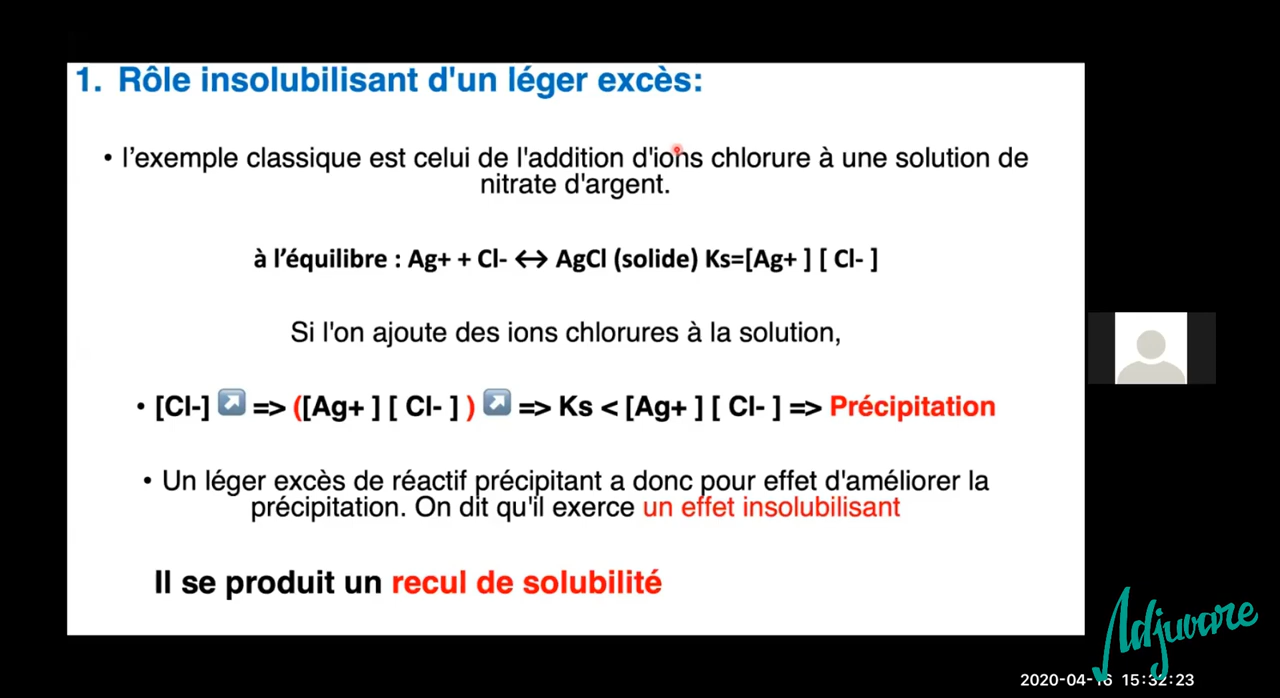 1. Rôle insolubilisant d'un léger excès:
• l'exemple classique est celui de l'addition d'ions chlorure à une solution de
nitrate d'argent.
à l'équilibre : Ag+ + Cl- ↔ AgCl (solide) Ks=[Ag+ ] [ Cl- ]
Si l'on ajoute des ions chlorures à la solution,
• [Cl-] ↗ => ([Ag+ ] [ Cl- ] ) ↗ => Ks < [Ag+ ] [ Cl- ] => Précipitation
• Un léger excès de réactif précipitant a donc pour effet d'améliorer la
précipitation. On dit qu'il exerce un effet insolubilisant
Il se produit un recul de solubilité
Adjuvare
2020-04-16 15:32:23